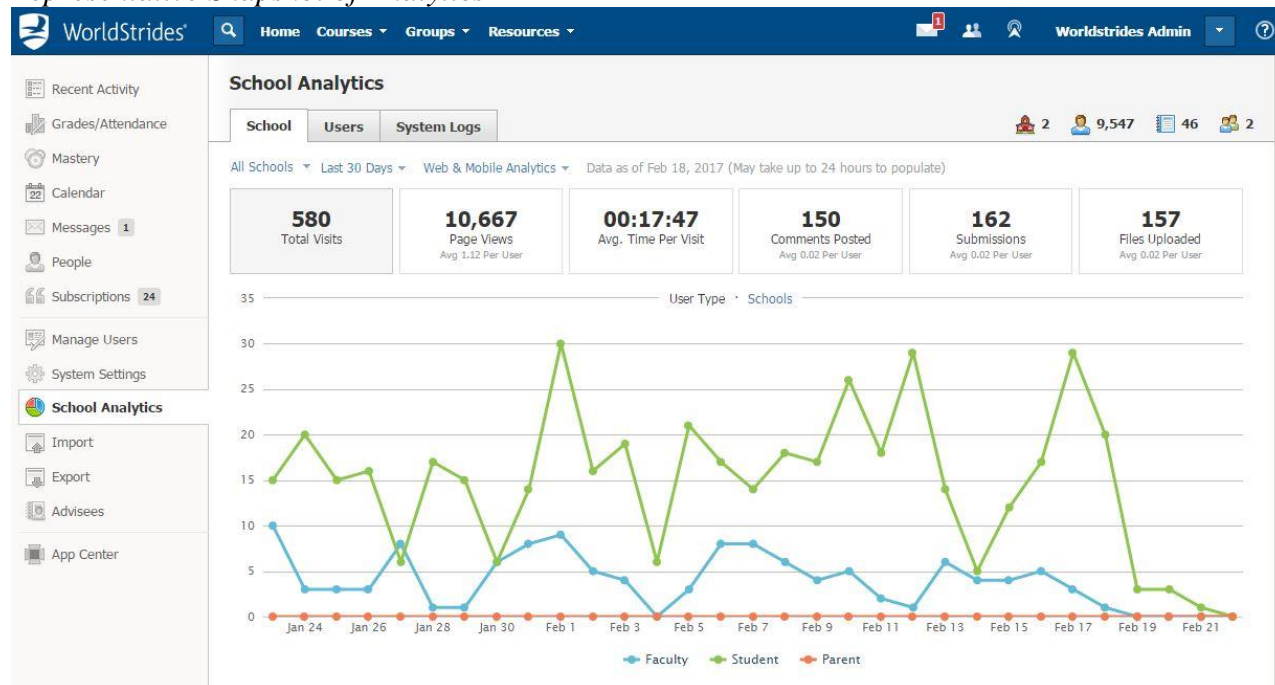 WorldStrides® Home Courses Groups Resources 1 Worldstrides Admin ?
Recent Activity
Grades/Attendance
Mastery
22 Calendar
Messages 1
People
Subscriptions 24
Manage Users
System Settings
School Analytics
Import
Export
Advisees
App Center
School Analytics
School Users System Logs 2 9,547 46 2
All Schools Last 30 Days Web & Mobile Analytics Data as of Feb 18, 2017 (May take up to 24 hours to populate)
580 10,667 00:17:47 150 162 157
Total Visits Page Views Avg. Time Per Visit Comments Posted Submissions Files Uploaded
Avg 1.12 Per User Avg 0.02 Per User Avg 0.02 Per User Avg 0.02 Per User
User Type · Schools
35
30
25
20
15
10
5
0
Jan 24 Jan 26 Jan 28 Jan 30 Feb 1 Feb 3 Feb 5 Feb 7 Feb 9 Feb 11 Feb 13 Feb 15 Feb 17 Feb 19 Feb 21
Faculty Student Parent